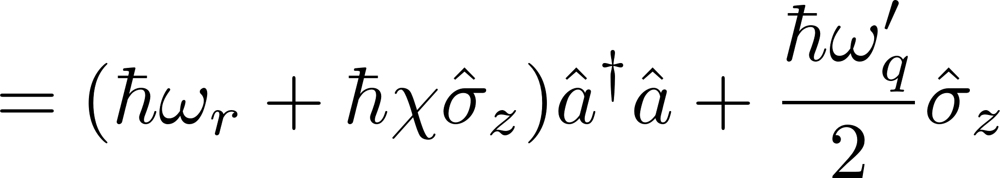 = (ħω_r + ħχσ̂_z)â†â + ħω′_q/2 σ̂_z